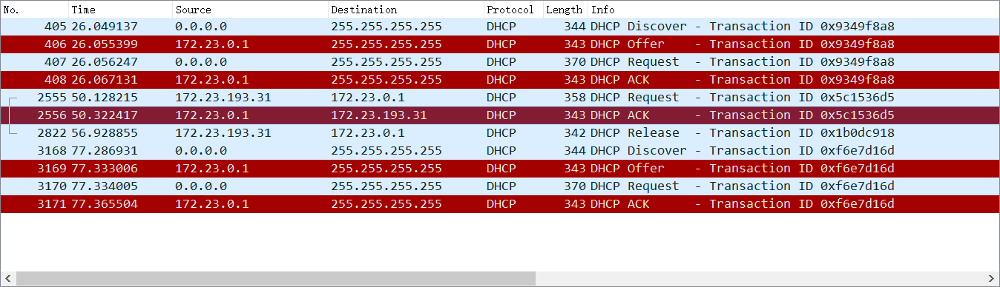 No. Time Source Destination Protocol Length Info
405 26.049137 0.0.0.0 255.255.255.255 DHCP 344 DHCP Discover - Transaction ID 0x9349f8a8
406 26.055399 172.23.0.1 255.255.255.255 DHCP 343 DHCP Offer - Transaction ID 0x9349f8a8
407 26.056247 0.0.0.0 255.255.255.255 DHCP 370 DHCP Request - Transaction ID 0x9349f8a8
408 26.067131 172.23.0.1 255.255.255.255 DHCP 343 DHCP ACK - Transaction ID 0x9349f8a8
2555 50.128215 172.23.193.31 172.23.0.1 DHCP 358 DHCP Request - Transaction ID 0x5c1536d5
2556 50.322417 172.23.0.1 172.23.193.31 DHCP 343 DHCP ACK - Transaction ID 0x5c1536d5
2822 56.928855 172.23.193.31 172.23.0.1 DHCP 342 DHCP Release - Transaction ID 0x1b0dc918
3168 77.286931 0.0.0.0 255.255.255.255 DHCP 344 DHCP Discover - Transaction ID 0xf6e7d16d
3169 77.333006 172.23.0.1 255.255.255.255 DHCP 343 DHCP Offer - Transaction ID 0xf6e7d16d
3170 77.334005 0.0.0.0 255.255.255.255 DHCP 370 DHCP Request - Transaction ID 0xf6e7d16d
3171 77.365504 172.23.0.1 255.255.255.255 DHCP 343 DHCP ACK - Transaction ID 0xf6e7d16d